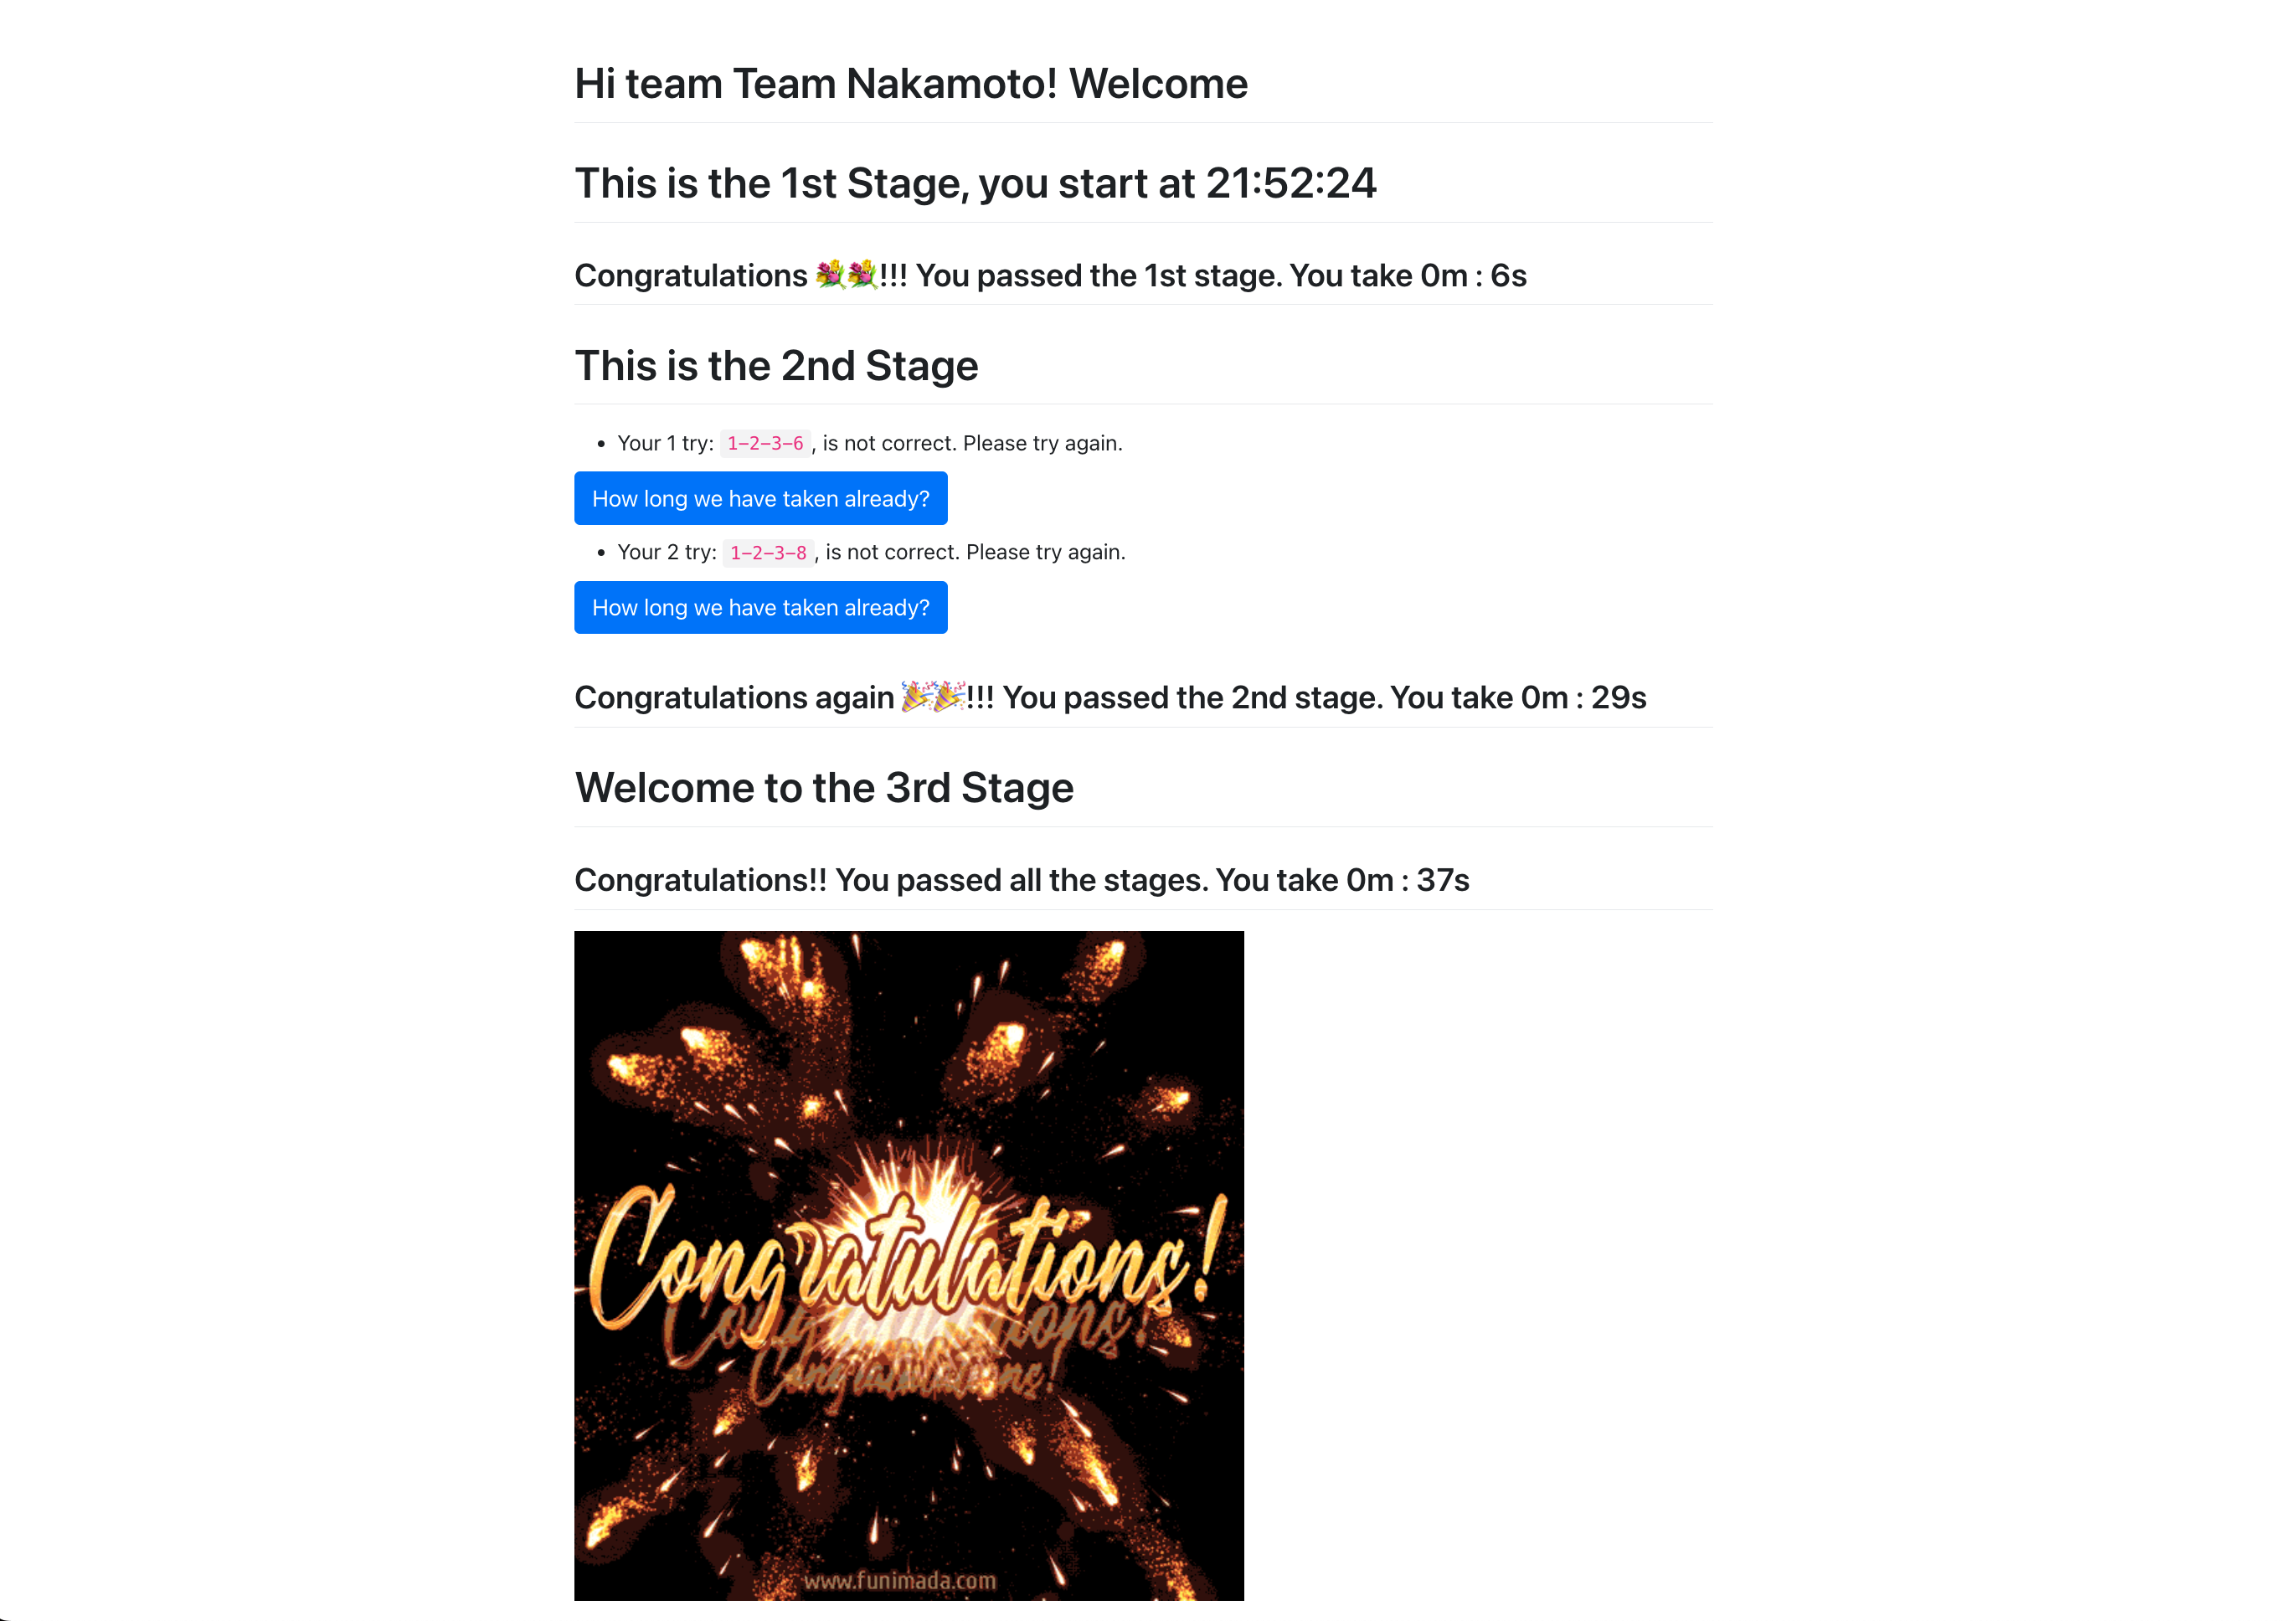 Hi team Team Nakamoto! Welcome
This is the 1st Stage, you start at 21:52:24
Congratulations 💐💐!!! You passed the 1st stage. You take 0m : 6s
This is the 2nd Stage
• Your 1 try: 1-2-3-6, is not correct. Please try again.
How long we have taken already?
• Your 2 try: 1-2-3-8, is not correct. Please try again.
How long we have taken already?
Congratulations again 🎉🎉!!! You passed the 2nd stage. You take 0m : 29s
Welcome to the 3rd Stage
Congratulations!! You passed all the stages. You take 0m : 37s
Congratulations!
Congratulations!
Congratulations!
www.funimada.com